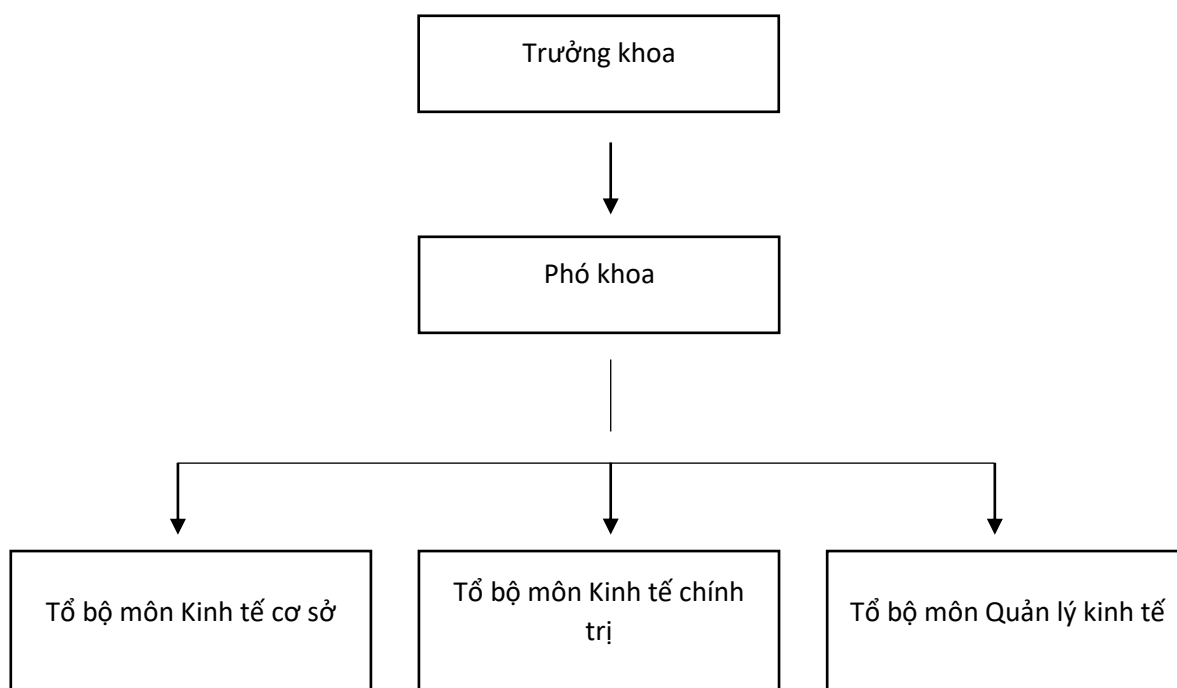 Trưởng khoa
Phó khoa
Tổ bộ môn Kinh tế cơ sở
Tổ bộ môn Kinh tế chính
trị
Tổ bộ môn Quản lý kinh tế